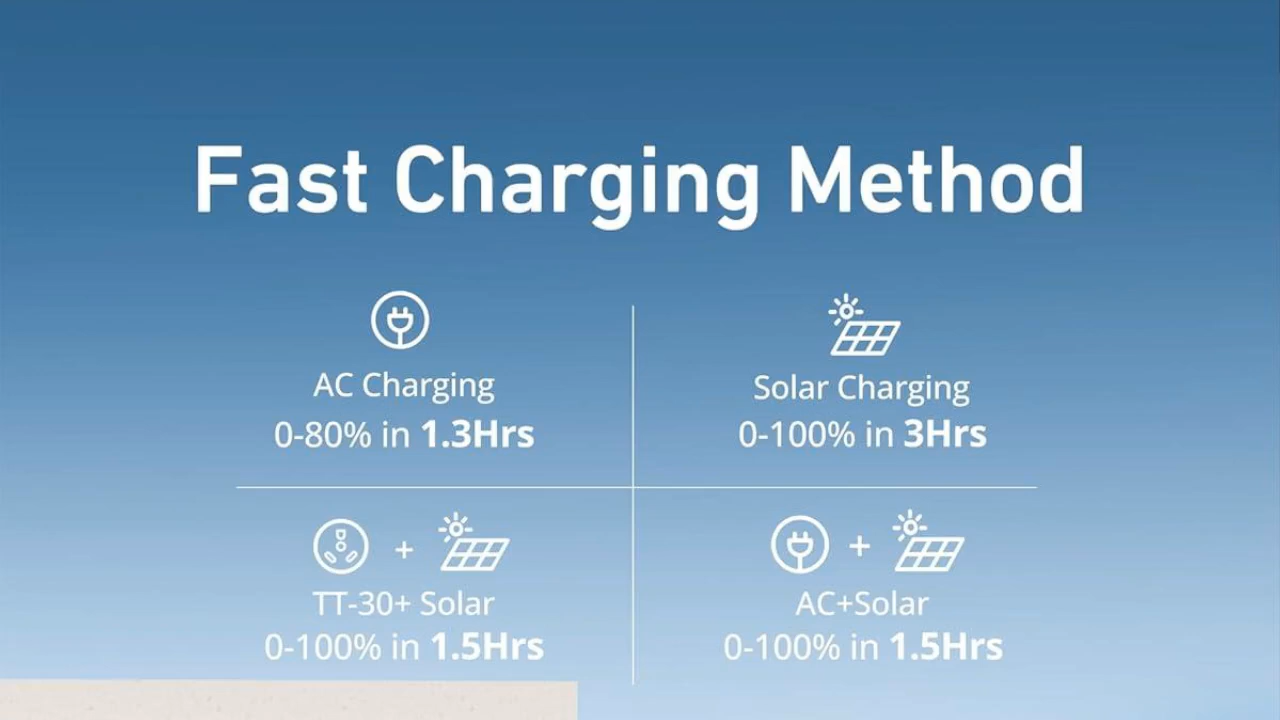 Fast Charging Method
AC Charging
0-80% in 1.3Hrs
Solar Charging
0-100% in 3Hrs
+
TT-30+ Solar
0-100% in 1.5Hrs
+
AC+Solar
0-100% in 1.5Hrs